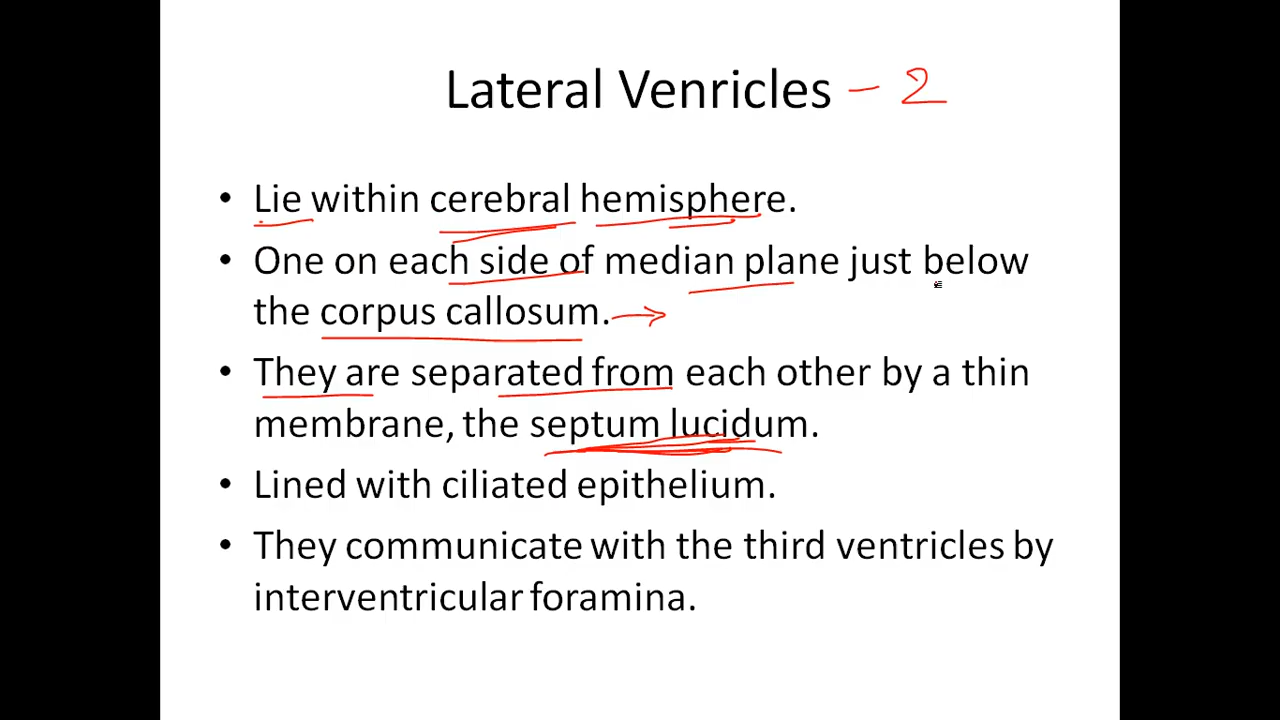 Lateral Venricles - 2
• Lie within cerebral hemisphere.
• One on each side of median plane just below
the corpus callosum. →
• They are separated from each other by a thin
membrane, the septum lucidum.
• Lined with ciliated epithelium.
• They communicate with the third ventricles by
interventricular foramina.